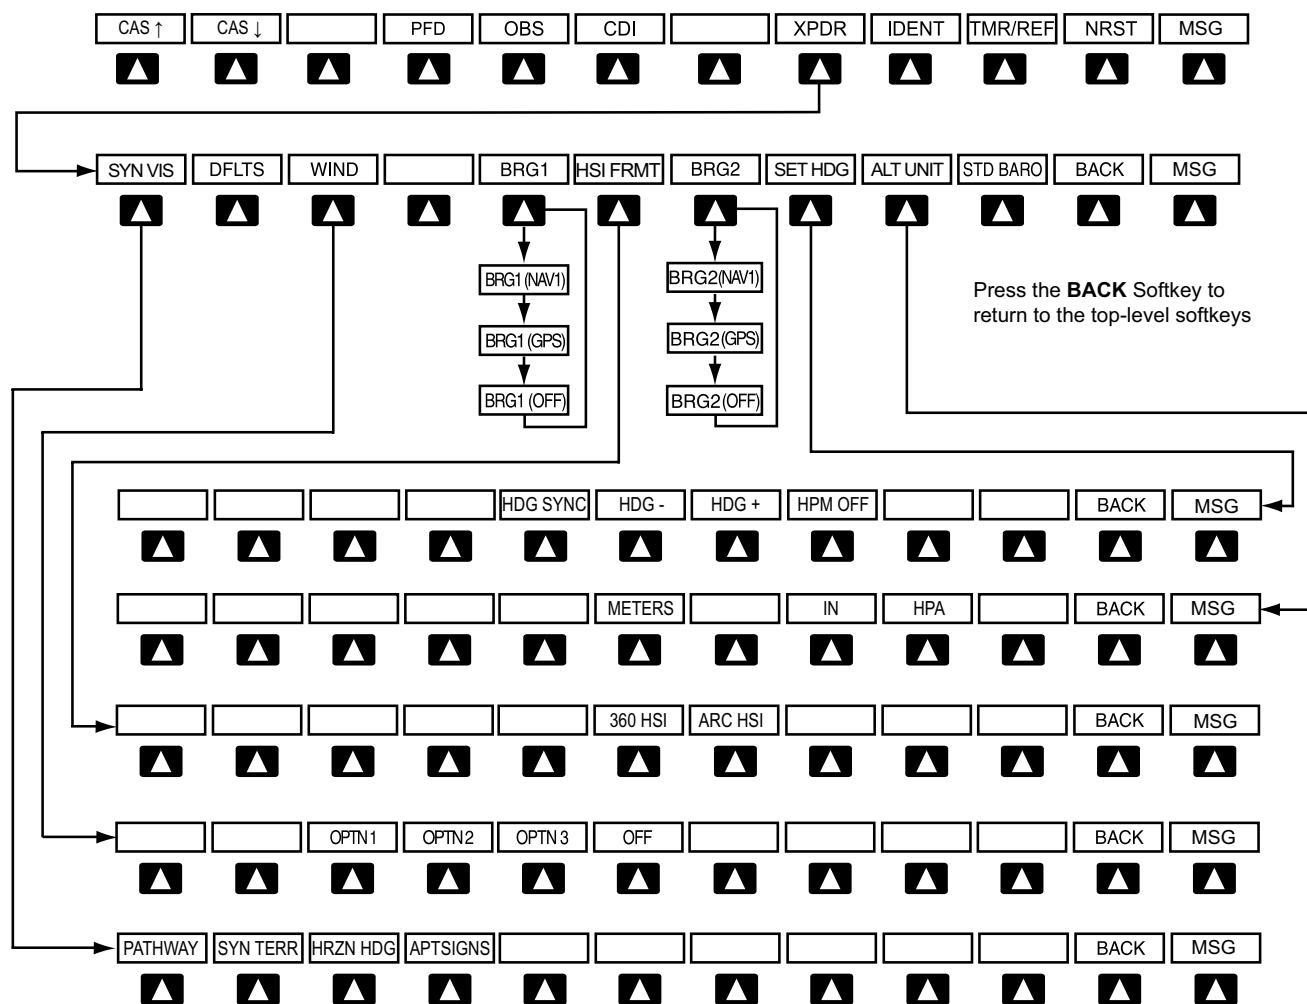 CAS ↑ CAS ↓ PFD OBS CDI XPDR IDENT TMR/REF NRST MSG
SYN VIS DFLTS WIND BRG1 HSI FRMT BRG2 SET HDG ALT UNIT STD BARO BACK MSG
BRG1 (NAV1) BRG2(NAV1)
BRG1 (GPS) BRG2(GPS)
BRG1 (OFF) BRG2(OFF)
Press the BACK Softkey to
return to the top-level softkeys
HDG SYNC HDG - HDG + HPM OFF BACK MSG
METERS IN HPA BACK MSG
360 HSI ARC HSI BACK MSG
OPTN 1 OPTN 2 OPTN 3 OFF BACK MSG
PATHWAY SYN TERR HRZN HDG APTSIGNS BACK MSG